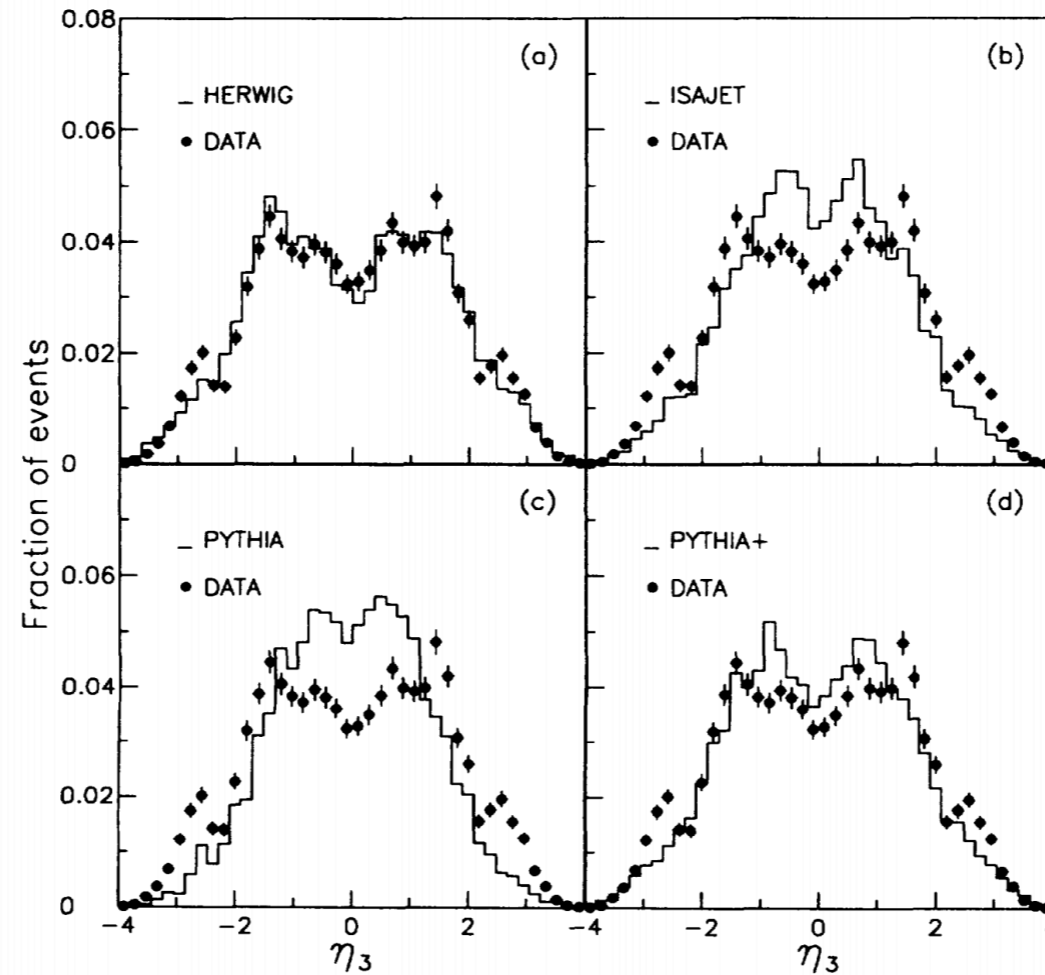 Fraction of events
0.08
0.06
0.04
0.02
0
(a)
_ HERWIG
● DATA
(b)
_ ISAJET
● DATA
0.06
0.04
0.02
0
(c)
_ PYTHIA
● DATA
(d)
_ PYTHIA+
● DATA
-4 -2 0 2 -4 -2 0 2
η₃ η₃